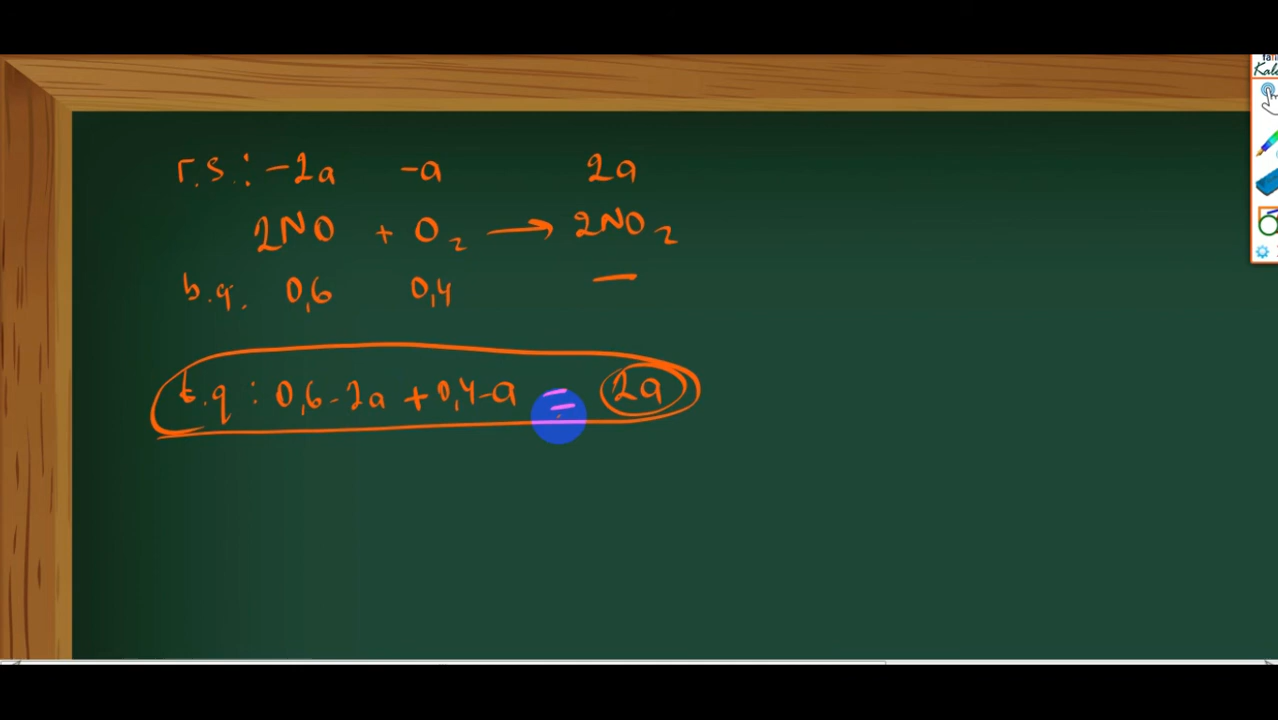 r.s.: -2a -a 2a
2NO + O₂ → 2NO₂
b.q. 0,6 0,4 —
t.q : 0,6-2a + 0,4-a = 2a